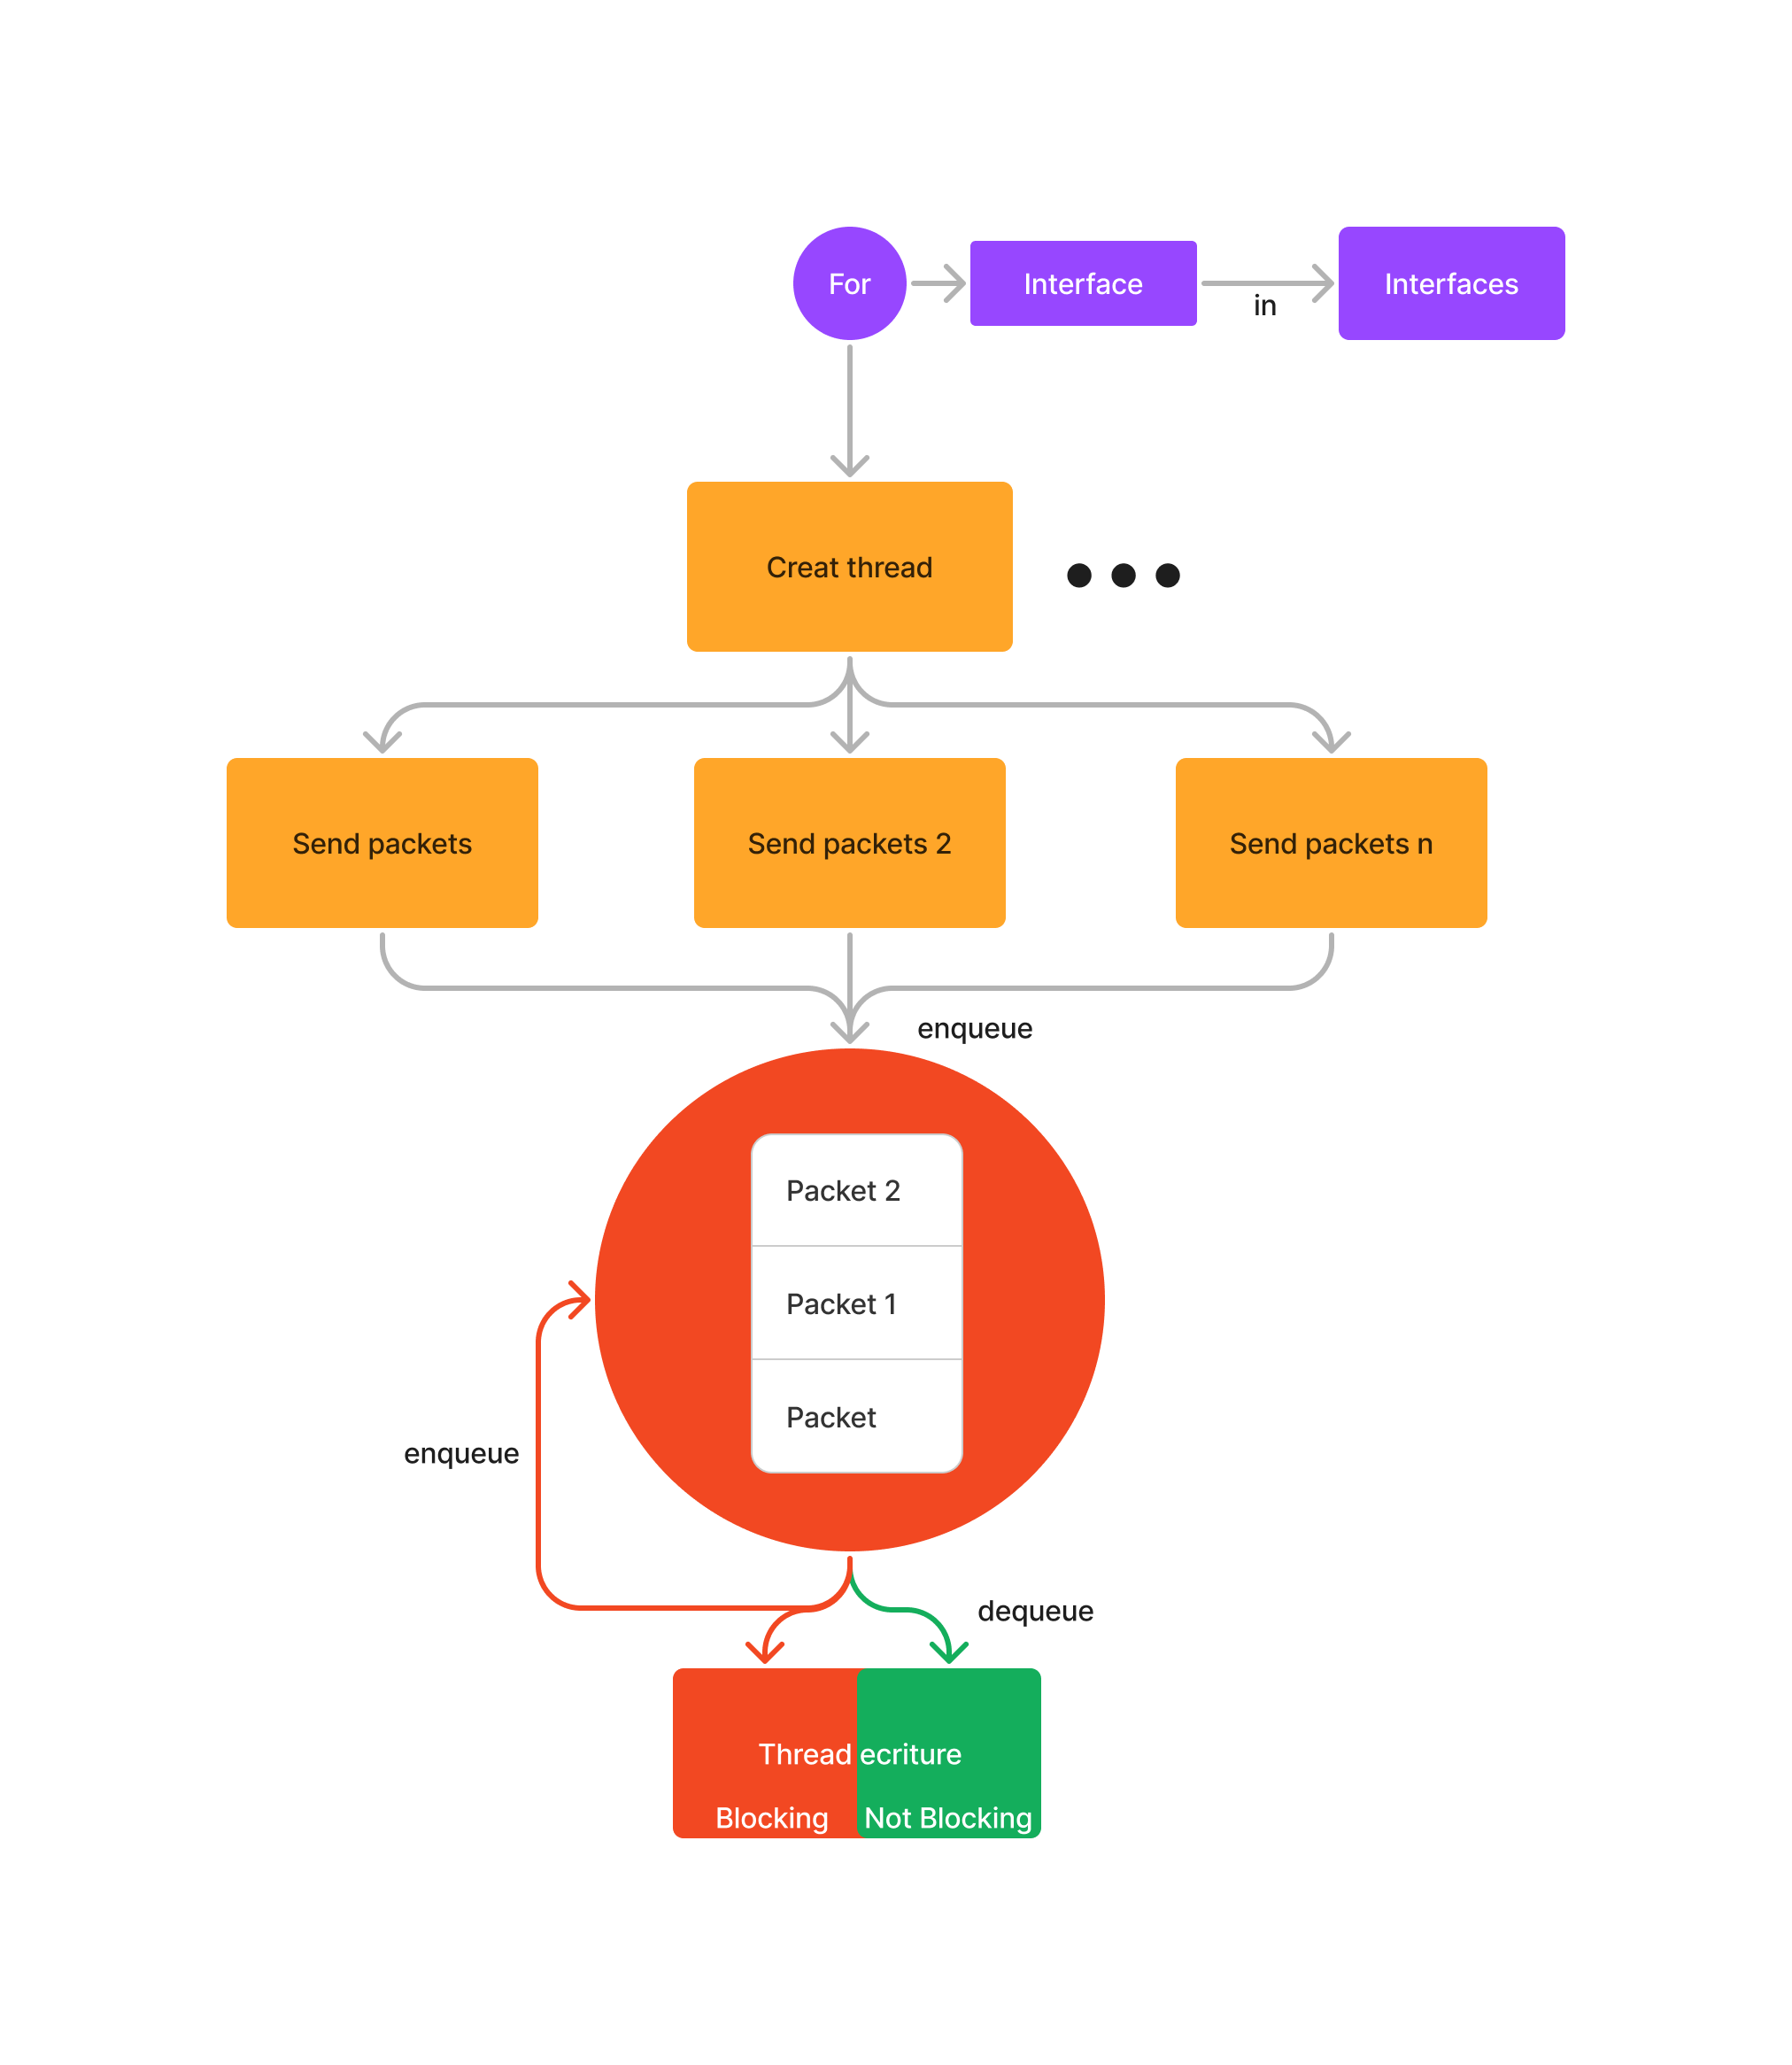 For
Interface
in
Interfaces
Creat thread
Send packets
Send packets 2
Send packets n
enqueue
Packet 2
Packet 1
Packet
enqueue
dequeue
Thread ecriture
Blocking
Not Blocking